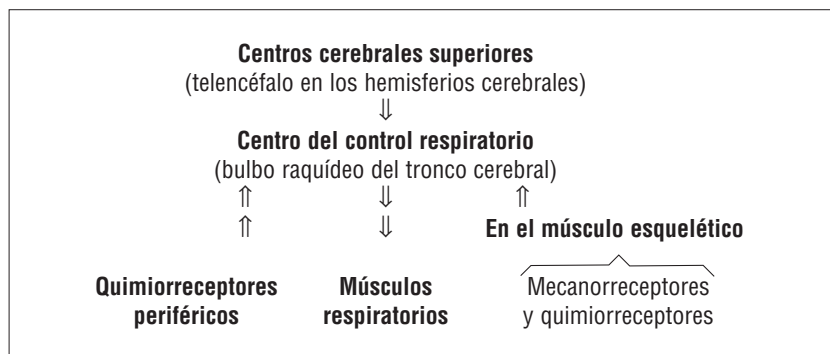 Centros cerebrales superiores
(telencéfalo en los hemisferios cerebrales)
⇓
Centro del control respiratorio
(bulbo raquídeo del tronco cerebral)
⇑ ⇓ ⇑
⇑ ⇓ En el músculo esquelético
Quimiorreceptores Músculos Mecanorreceptores
periféricos respiratorios y quimiorreceptores